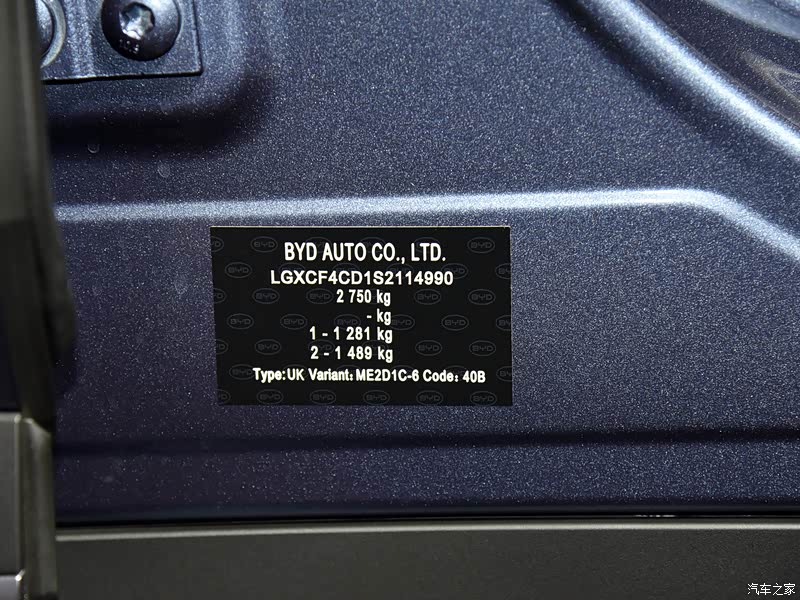 BYD AUTO CO., LTD.
LGXCF4CD1S2114990
2 750 kg
- kg
1 - 1 281 kg
2 - 1 489 kg
Type: UK Variant: ME2D1C-6 Code: 40B
汽车之家